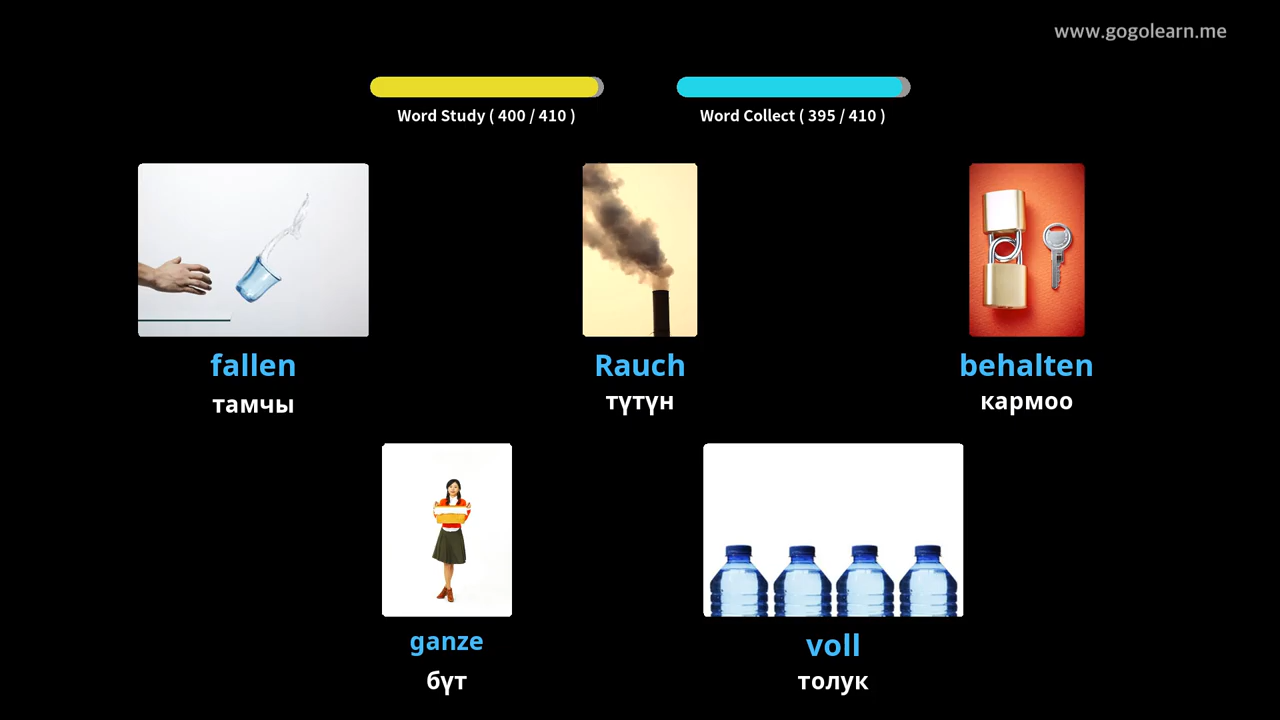 www.gogolearn.me
Word Study ( 400 / 410 )
Word Collect ( 395 / 410 )
fallen
тамчы
Rauch
түтүн
behalten
кармоо
ganze
бүт
voll
толук